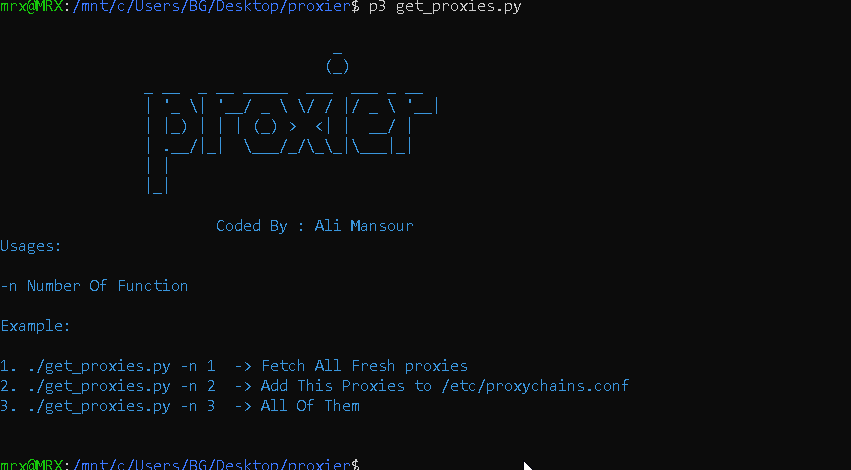 mrx@MRX:/mnt/c/Users/BG/Desktop/proxier$ p3 get_proxies.py
proxier
Coded By : Ali Mansour
Usages:
-n Number Of Function
Example:
1. ./get_proxies.py -n 1  -> Fetch All Fresh proxies
2. ./get_proxies.py -n 2  -> Add This Proxies to /etc/proxychains.conf
3. ./get_proxies.py -n 3  -> All Of Them
mrx@MRX:/mnt/c/Users/BG/Desktop/proxier$